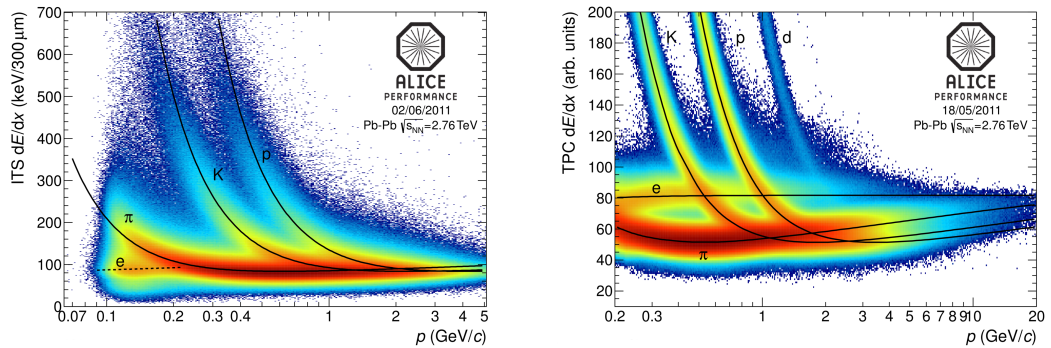 ITS dE/dx (keV/300 μm)
700
600
500
400
300
200
100
0
0.07
0.1
0.2
0.3
0.4
1
2
3
4
5
p (GeV/c)
π
e
K
p
ALICE
PERFORMANCE
02/06/2011
Pb-Pb √sNN=2.76 TeV
TPC dE/dx (arb. units)
200
180
160
140
120
100
80
60
40
20
0.2
0.3
1
2
3
4
5
6
7
8
9
10
20
p (GeV/c)
K
p
d
e
π
ALICE
PERFORMANCE
18/05/2011
Pb-Pb √sNN=2.76 TeV